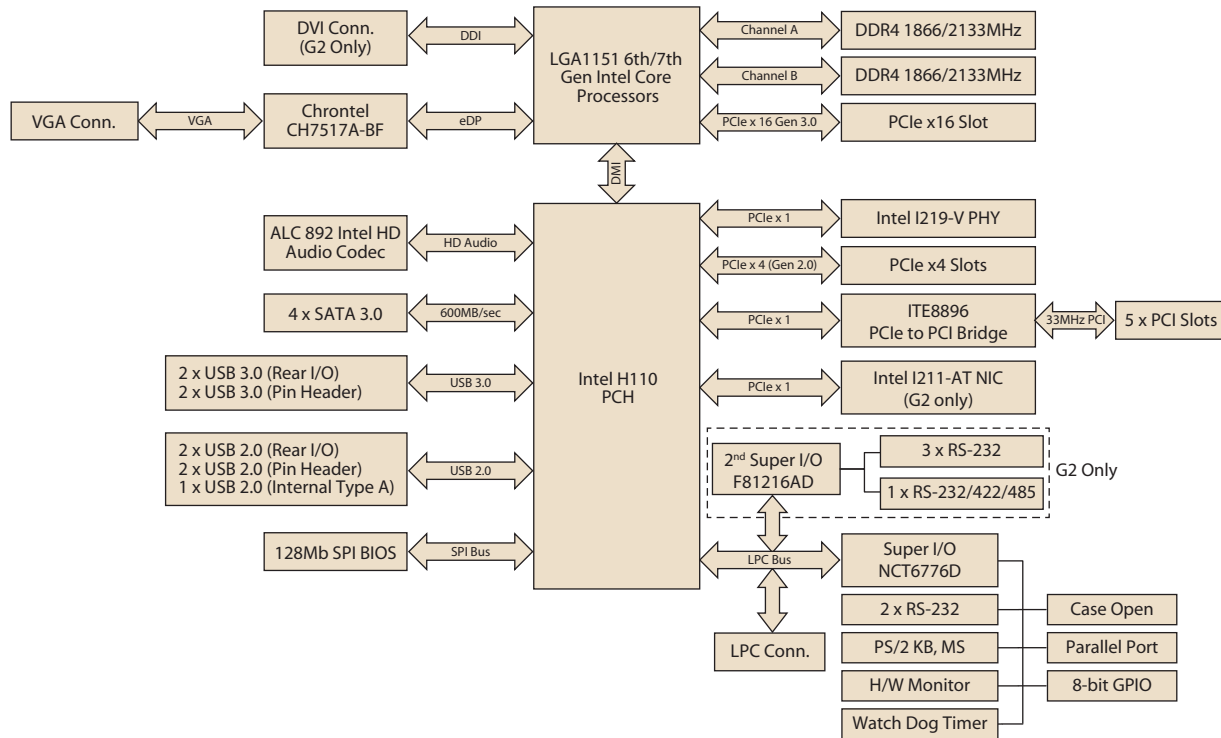 DVI Conn.
(G2 Only)
DDI
LGA1151 6th/7th
Gen Intel Core
Processors
Channel A
DDR4 1866/2133MHz
Channel B
DDR4 1866/2133MHz
VGA Conn.
VGA
Chrontel
CH7517A-BF
eDP
PCIe x 16 Gen 3.0
PCIe x16 Slot
DMI
ALC 892 Intel HD
Audio Codec
HD Audio
4 x SATA 3.0
600MB/sec
2 x USB 3.0 (Rear I/O)
2 x USB 3.0 (Pin Header)
USB 3.0
2 x USB 2.0 (Rear I/O)
2 x USB 2.0 (Pin Header)
1 x USB 2.0 (Internal Type A)
USB 2.0
128Mb SPI BIOS
SPI Bus
Intel H110
PCH
PCIe x 1
Intel I219-V PHY
PCIe x 4 (Gen 2.0)
PCIe x4 Slots
PCIe x 1
ITE8896
PCIe to PCI Bridge
33MHz PCI
5 x PCI Slots
PCIe x 1
Intel I211-AT NIC
(G2 only)
2nd Super I/O
F81216AD
3 x RS-232
1 x RS-232/422/485
G2 Only
LPC Bus
Super I/O
NCT6776D
LPC Conn.
2 x RS-232
Case Open
PS/2 KB, MS
Parallel Port
H/W Monitor
8-bit GPIO
Watch Dog Timer